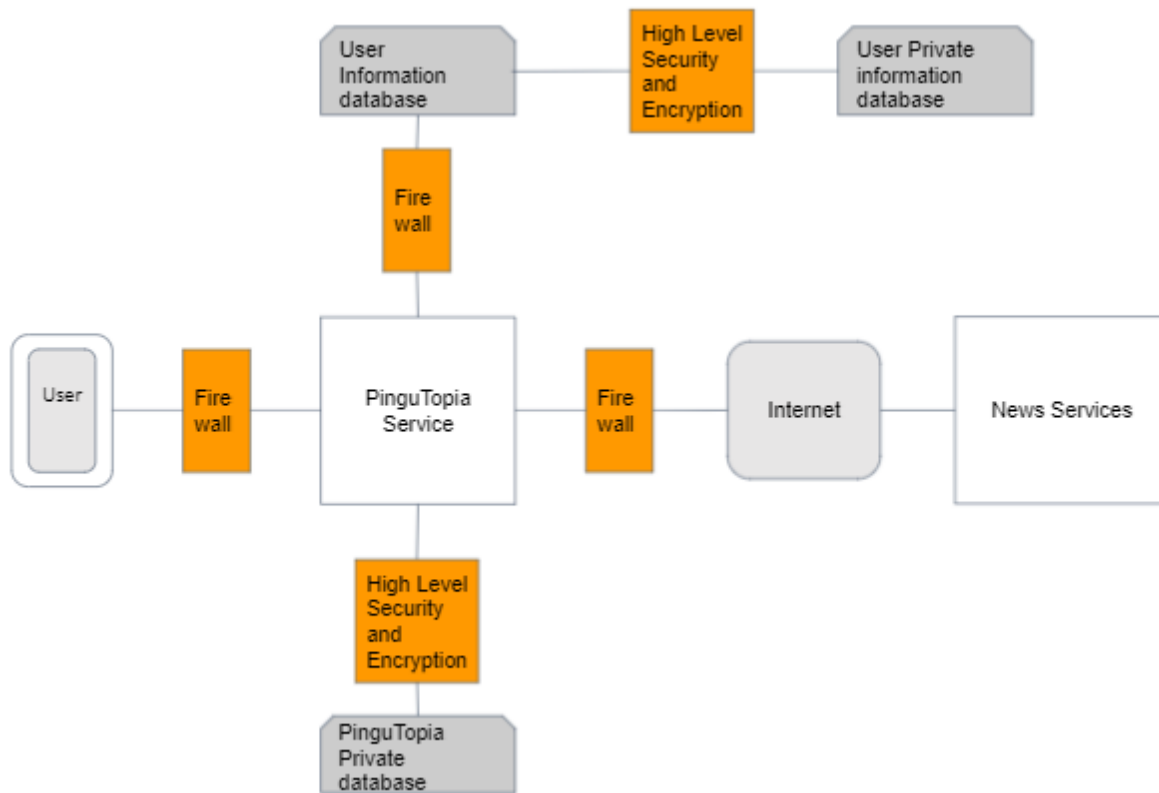 User
Information
database
High Level
Security
and
Encryption
User Private
information
database
Fire
wall
User
Fire
wall
PinguTopia
Service
Fire
wall
Internet
News Services
High Level
Security
and
Encryption
PinguTopia
Private
database